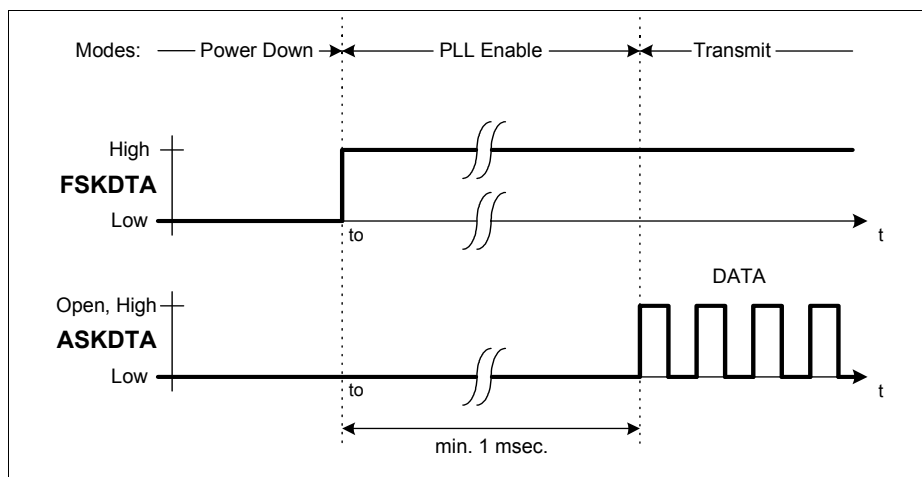 Modes: Power Down PLL Enable Transmit
High
FSKDTA
Low
to t
DATA
Open, High
ASKDTA
Low
to t
min. 1 msec.